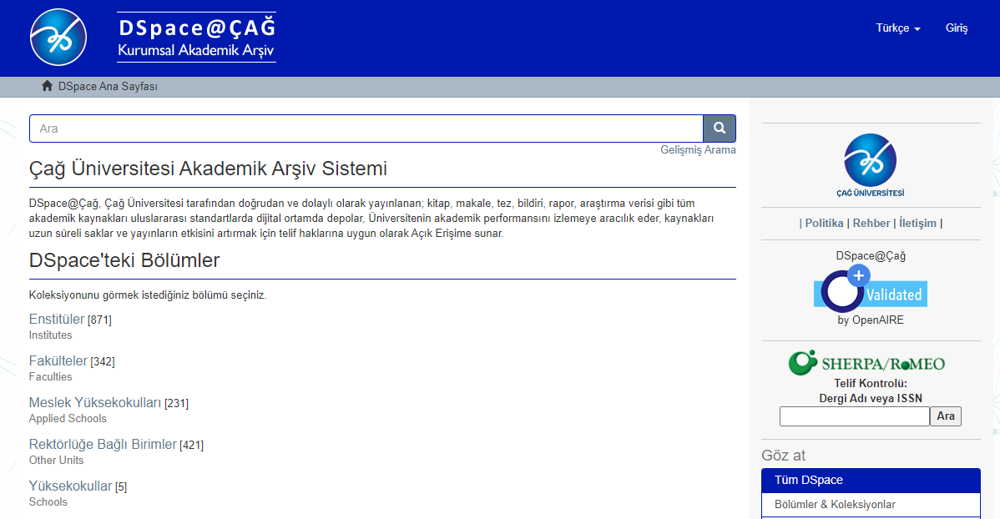 DSpace@ÇAĞ
Kurumsal Akademik Arşiv
Türkçe
Giriş
DSpace Ana Sayfası
Ara
Gelişmiş Arama
Çağ Üniversitesi Akademik Arşiv Sistemi
DSpace@Çağ, Çağ Üniversitesi tarafından doğrudan ve dolaylı olarak yayınlanan; kitap, makale, tez, bildiri, rapor, araştırma verisi gibi tüm
akademik kaynakları uluslararası standartlarda dijital ortamda depolar, Üniversitenin akademik performansını izlemeye aracılık eder, kaynakları
uzun süreli saklar ve yayınların etkisini artırmak için telif haklarına uygun olarak Açık Erişime sunar.
DSpace'teki Bölümler
Koleksiyonunu görmek istediğiniz bölümü seçiniz.
Enstitüler [871]
Institutes
Fakülteler [342]
Faculties
Meslek Yüksekokulları [231]
Applied Schools
Rektörlüğe Bağlı Birimler [421]
Other Units
Yüksekokullar [5]
Schools
ÇAĞ ÜNİVERSİTESİ
| Politika | Rehber | İletişim |
DSpace@Çağ
Validated
by OpenAIRE
SHERPA/RoMEO
Telif Kontrolü:
Dergi Adı veya ISSN
Ara
Göz at
Tüm DSpace
Bölümler & Koleksiyonlar